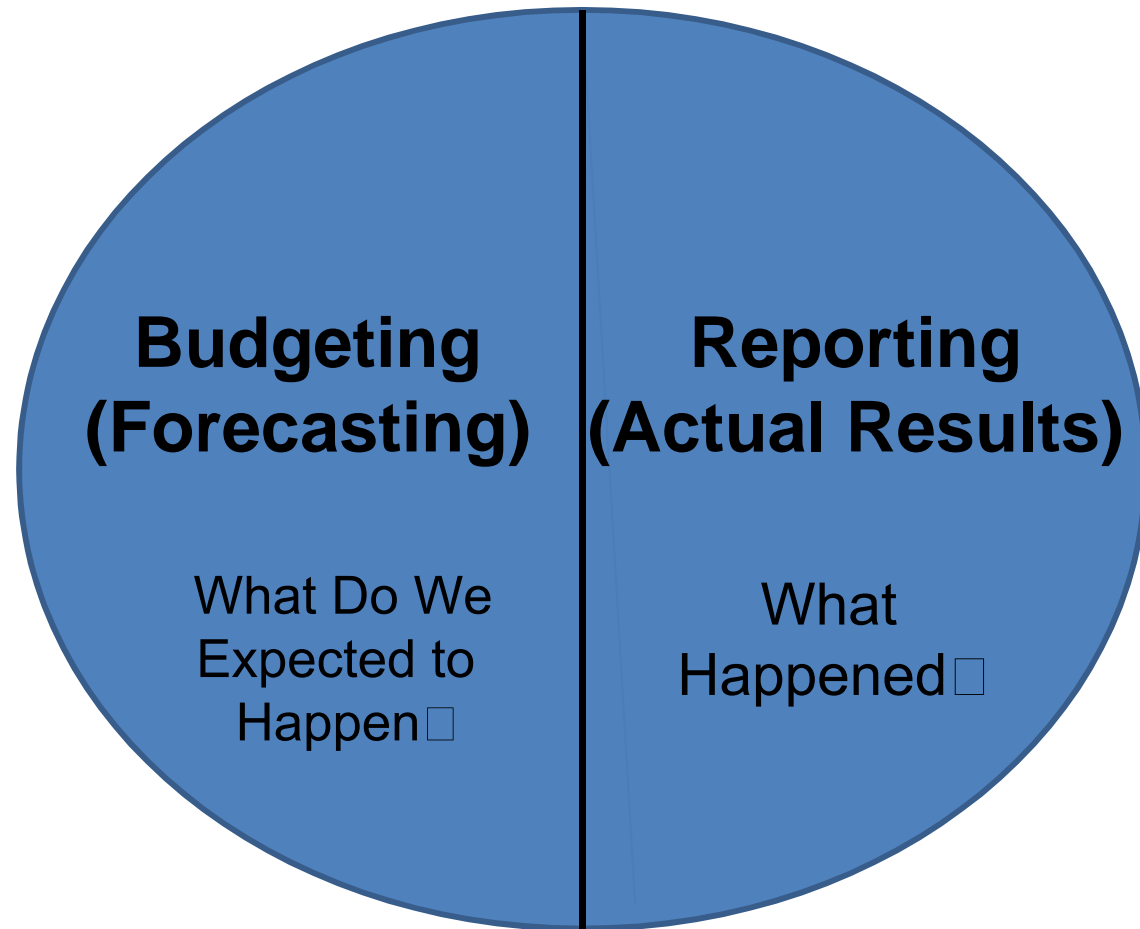 Budgeting
(Forecasting)
What Do We
Expected to
Happen□
Reporting
(Actual Results)
What
Happened□